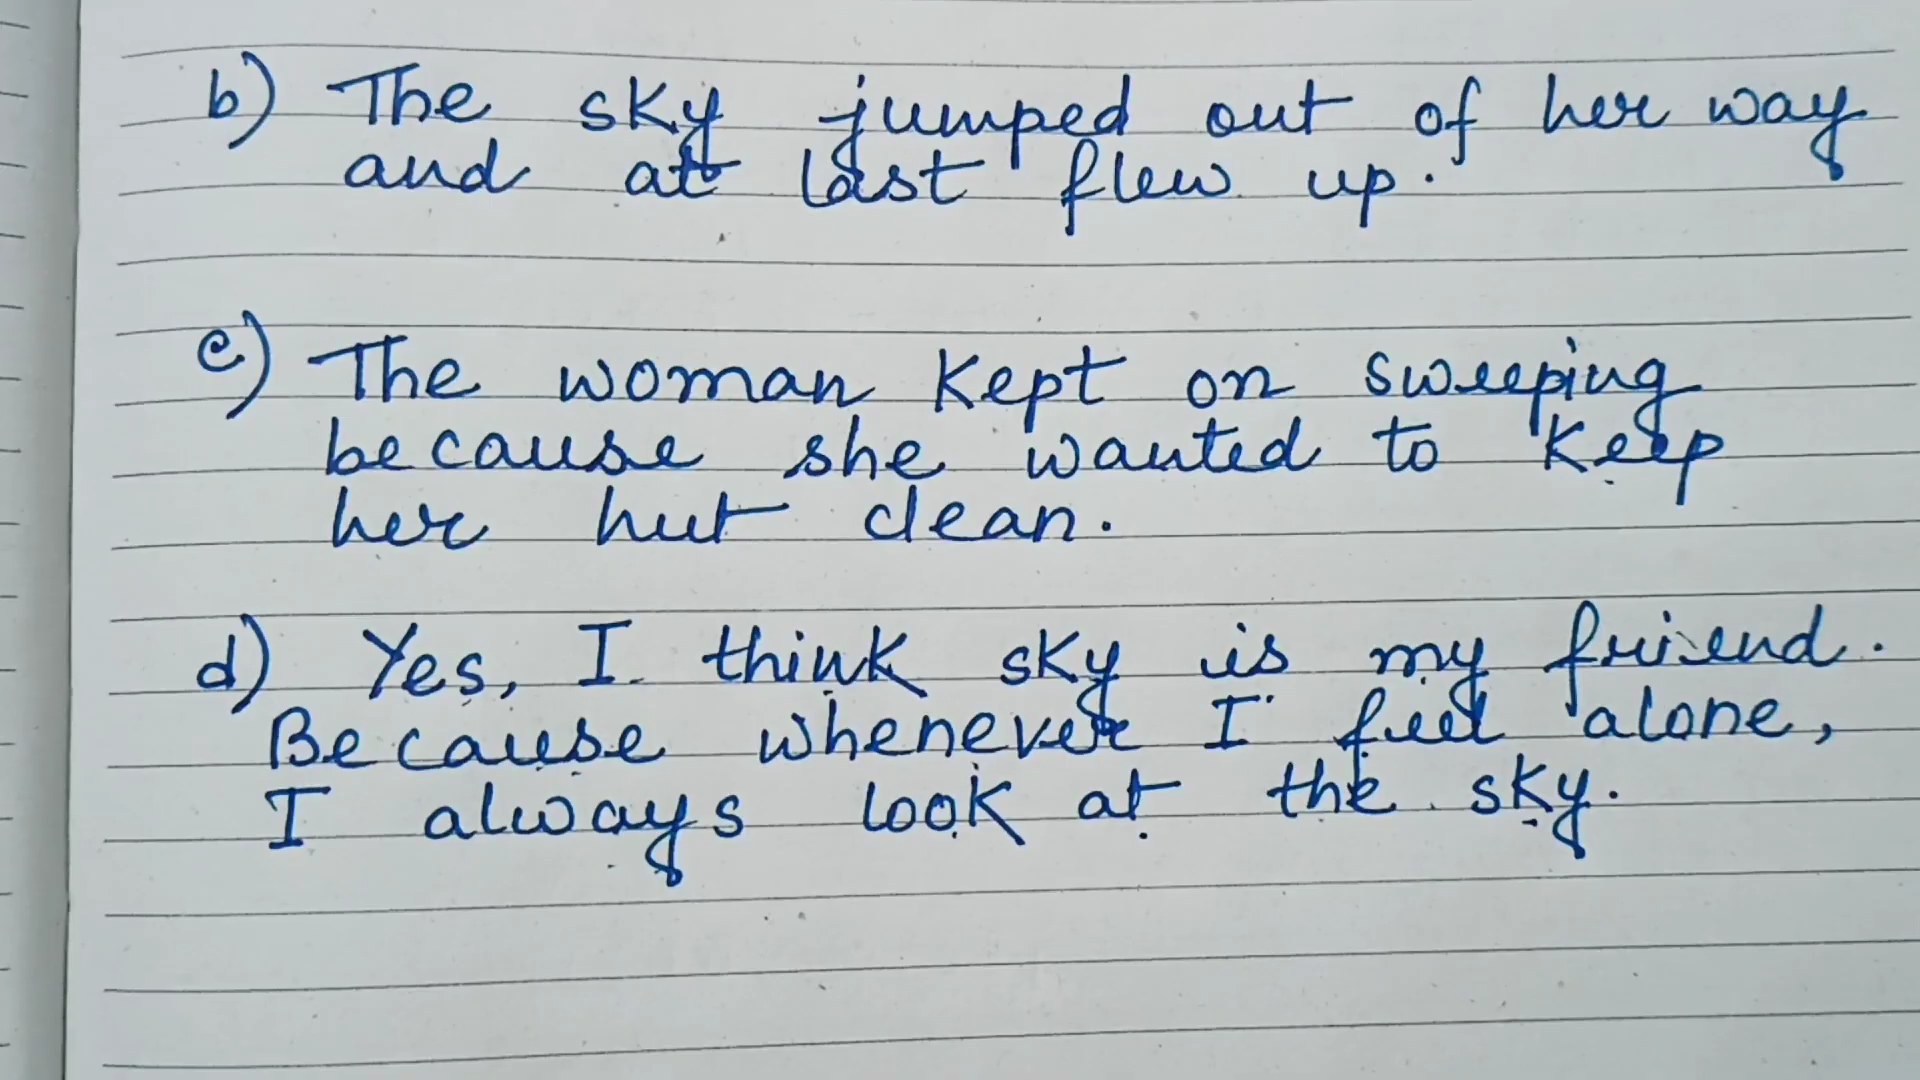 b) The sky jumped out of her way
and at last flew up.
c) The woman kept on sweeping
because she wanted to keep
her hut clean.
d) Yes, I think sky is my friend.
Because whenever I feel alone,
I always look at the sky.